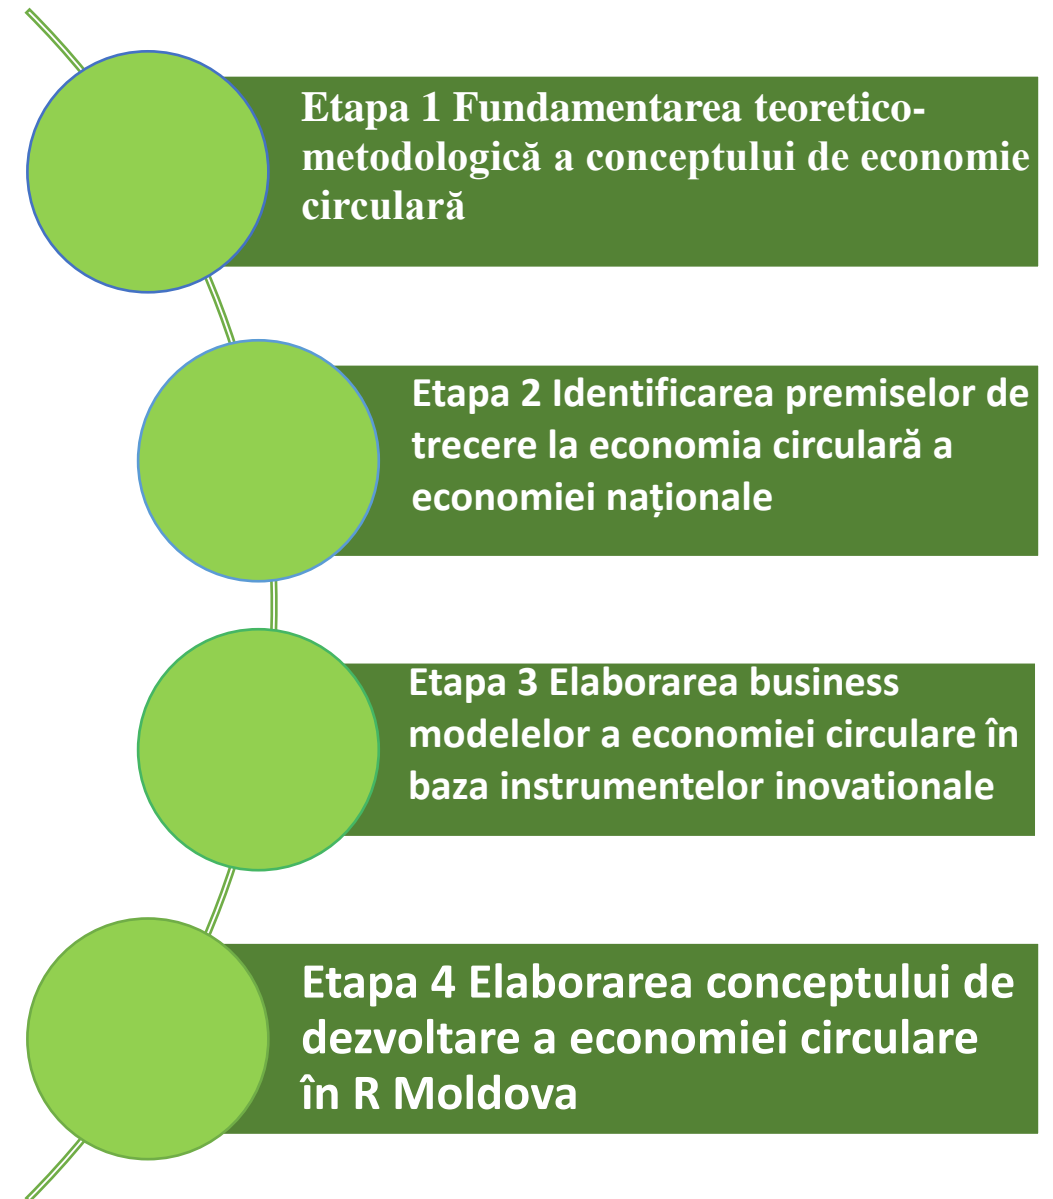 Etapa 1 Fundamentarea teoretico-
metodologică a conceptului de economie
circulară
Etapa 2 Identificarea premiselor de
trecere la economia circulară a
economiei naționale
Etapa 3 Elaborarea business
modelelor a economiei circulare în
baza instrumentelor inovationale
Etapa 4 Elaborarea conceptului de
dezvoltare a economiei circulare
în R Moldova